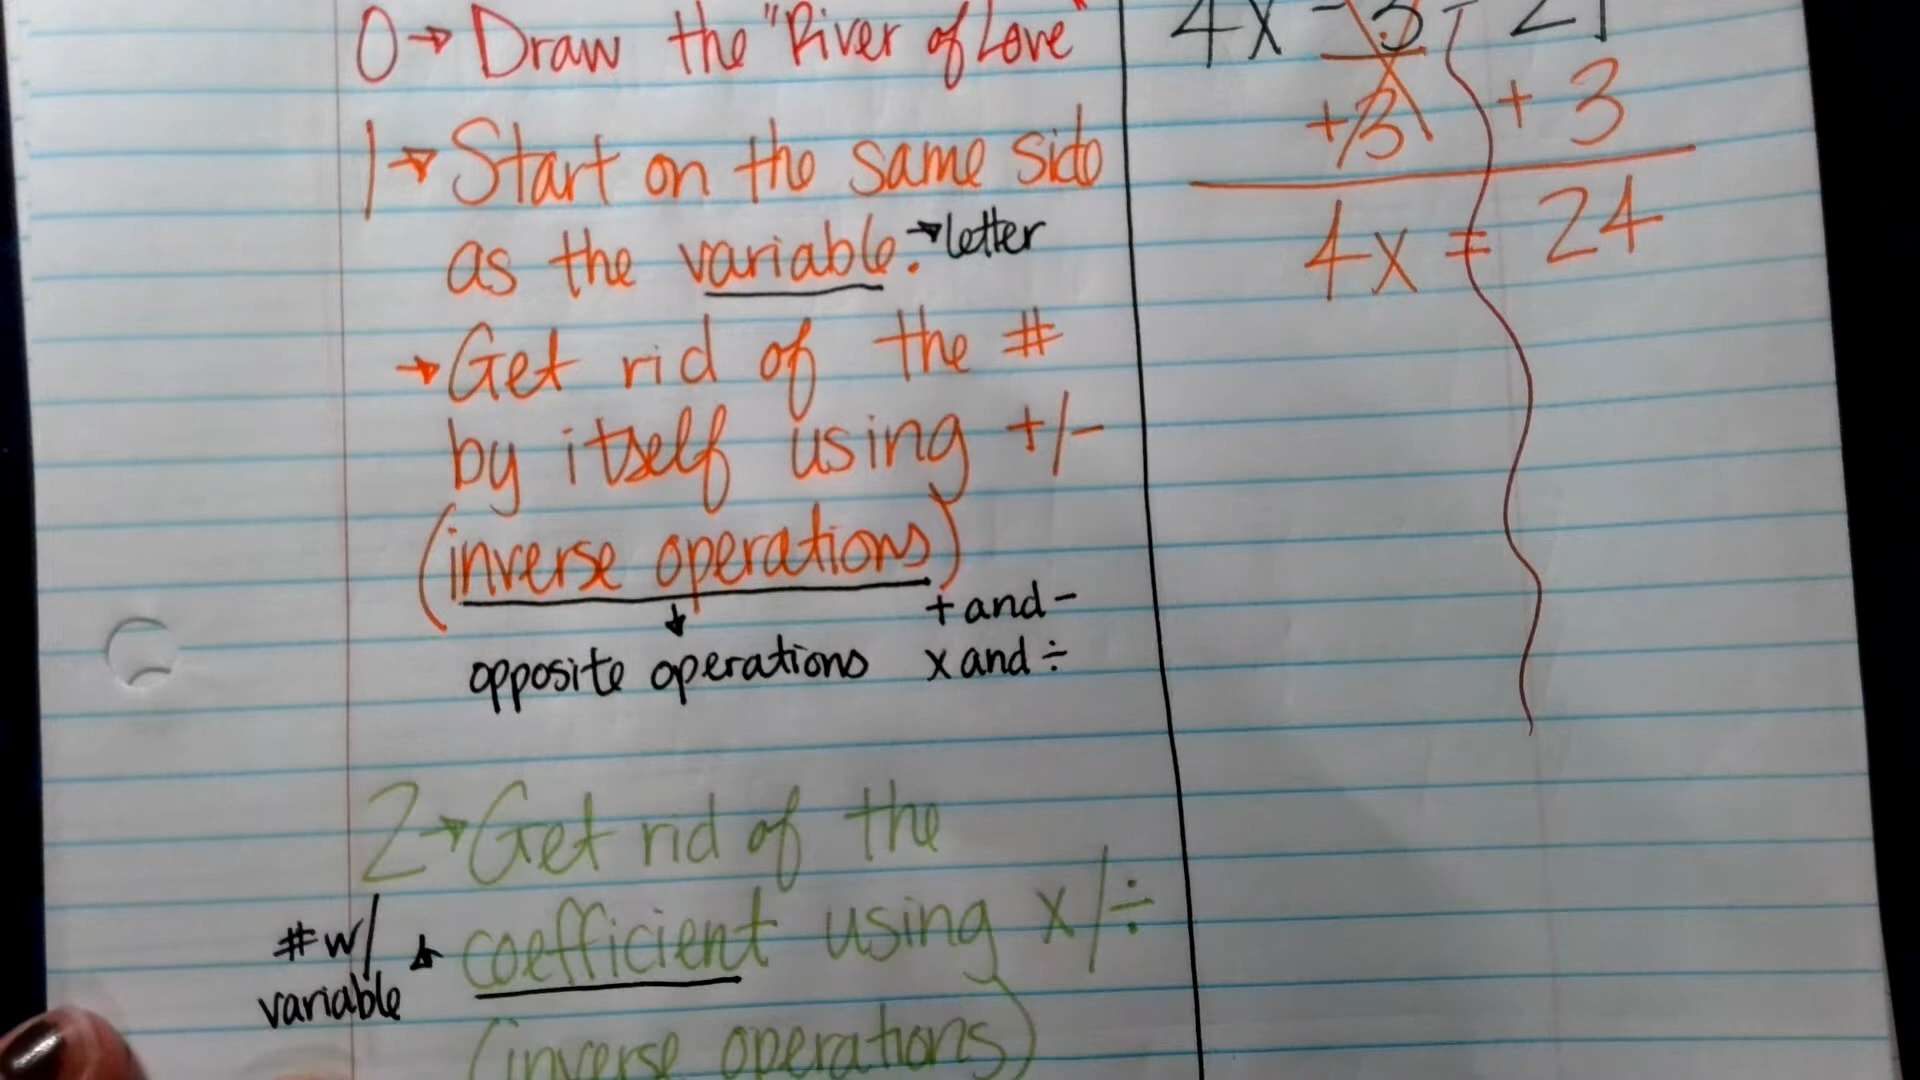 0→ Draw the "River of Love"
1→ Start on the same side
as the variable. →letter
→Get rid of the #
by itself using +/-
(inverse operations)
+ and -
opposite operations x and ÷
2→Get rid of the
coefficient using x/÷
#w/
variable
(inverse operations)
4x - 3 = 21
+3 + 3
4x = 24